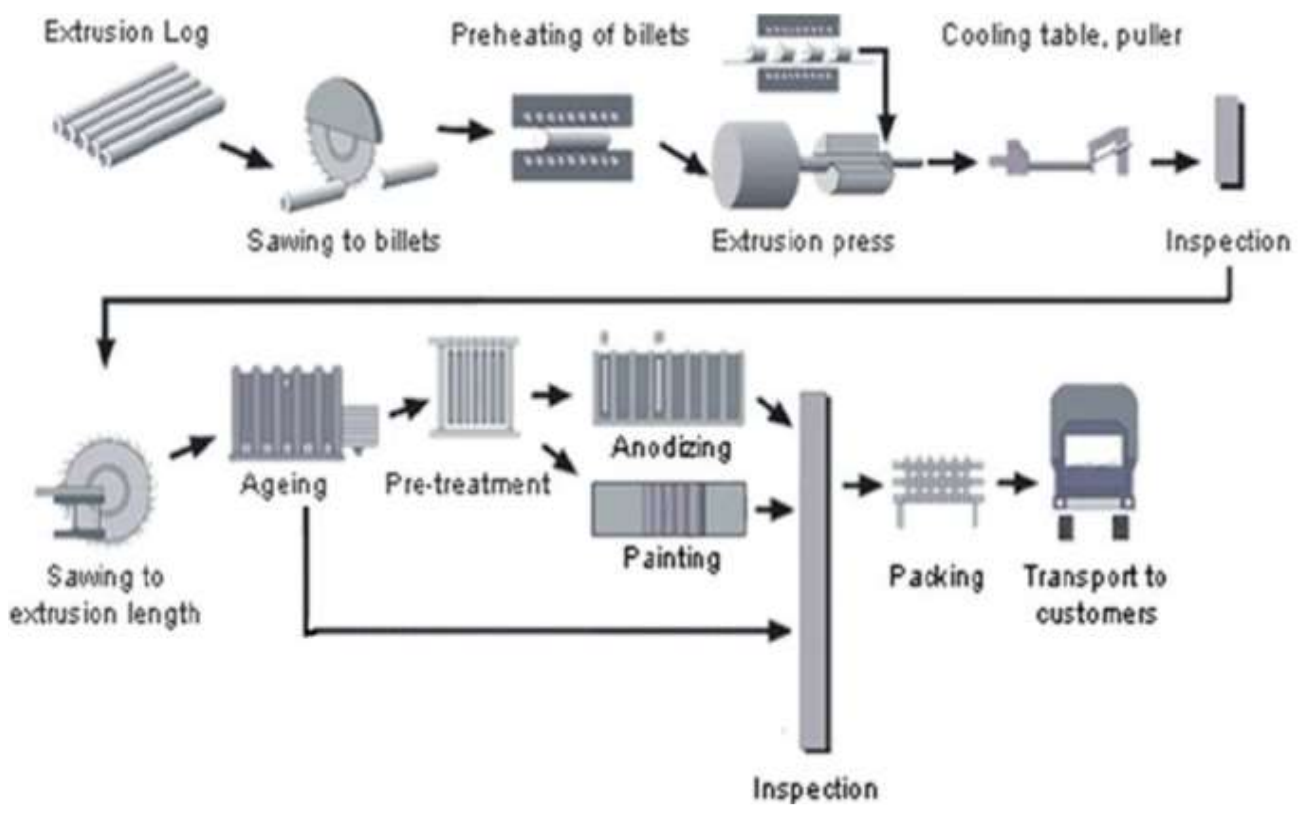 Extrusion Log
Preheating of billets
Cooling table, puller
Sawing to billets
Extrusion press
Inspection
Anodizing
Ageing
Pre-treatment
Painting
Sawing to
extrusion length
Packing
Transport to
customers
Inspection